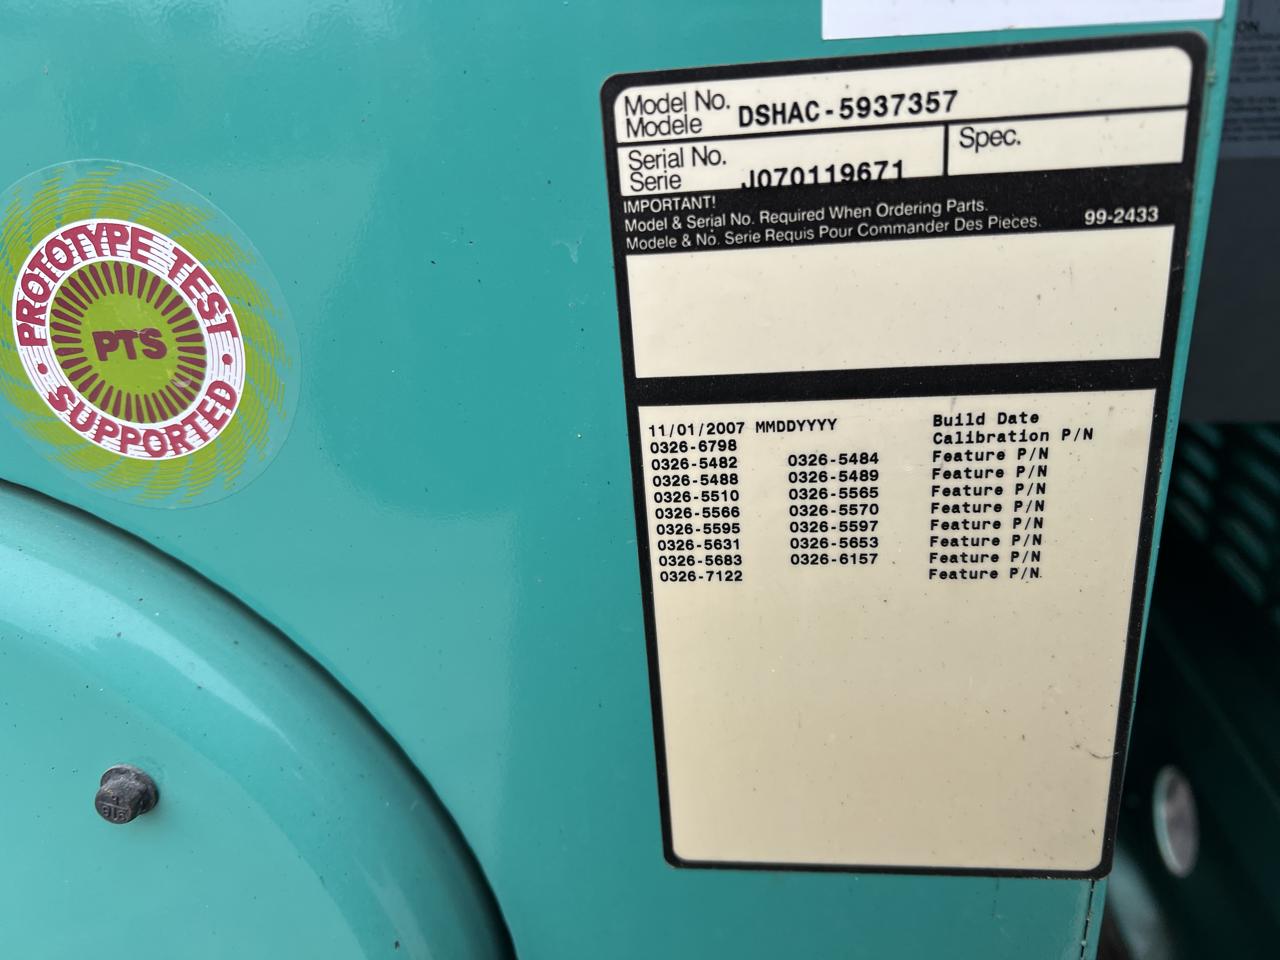 PROTOTYPE TEST
PTS
SUPPORTED
Model No. DSHAC-5937357
Modele
Serial No. J070119671
Serie
Spec.
IMPORTANT!
Model & Serial No. Required When Ordering Parts.
Modele & No. Serie Requis Pour Commander Des Pieces. 99-2433
11/01/2007 MMDDYYYY Build Date
0326-6798 Calibration P/N
0326-5482 0326-5484 Feature P/N
0326-5488 0326-5489 Feature P/N
0326-5510 0326-5565 Feature P/N
0326-5566 0326-5570 Feature P/N
0326-5595 0326-5597 Feature P/N
0326-5631 0326-5653 Feature P/N
0326-5683 0326-6157 Feature P/N
0326-7122 Feature P/N